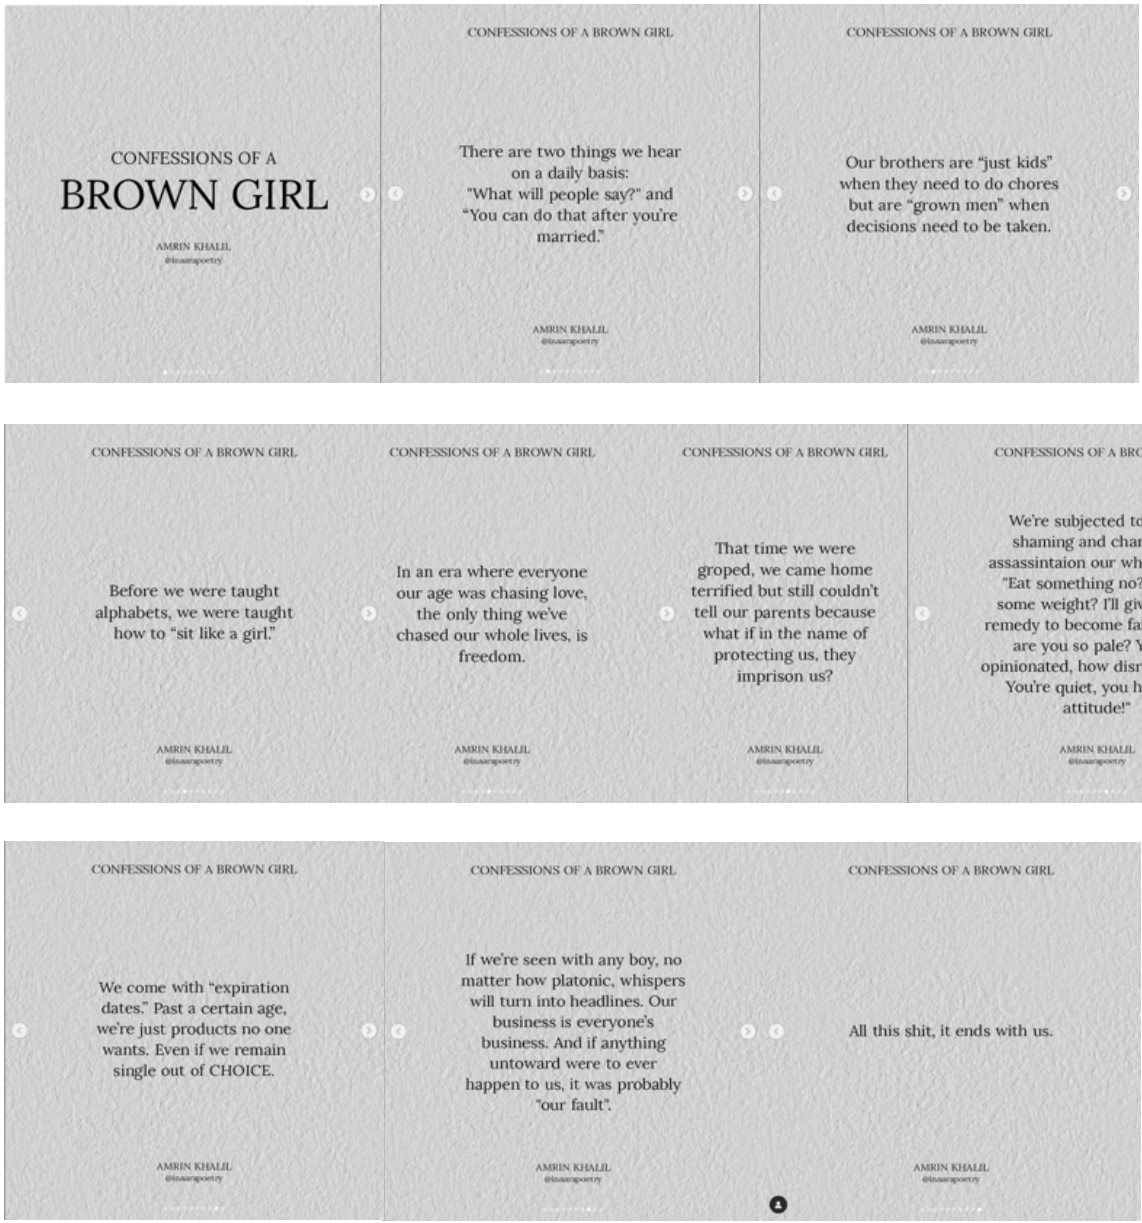 CONFESSIONS OF A
BROWN GIRL
AMRIN KHALIL
@inaarapoetry
CONFESSIONS OF A BROWN GIRL
There are two things we hear
on a daily basis:
"What will people say?" and
“You can do that after you’re
married.”
AMRIN KHALIL
@inaarapoetry
CONFESSIONS OF A BROWN GIRL
Our brothers are “just kids”
when they need to do chores
but are “grown men” when
decisions need to be taken.
AMRIN KHALIL
@inaarapoetry
CONFESSIONS OF A BROWN GIRL
Before we were taught
alphabets, we were taught
how to “sit like a girl.”
AMRIN KHALIL
@inaarapoetry
CONFESSIONS OF A BROWN GIRL
In an era where everyone
our age was chasing love,
the only thing we’ve
chased our whole lives, is
freedom.
AMRIN KHALIL
@inaarapoetry
CONFESSIONS OF A BROWN GIRL
That time we were
groped, we came home
terrified but still couldn’t
tell our parents because
what if in the name of
protecting us, they
imprison us?
AMRIN KHALIL
@inaarapoetry
CONFESSIONS OF A BRO
We’re subjected to
shaming and char
assassintaion our wh
"Eat something no?
some weight? I’ll giv
remedy to become fai
are you so pale? Y
opinionated, how disr
You’re quiet, you h
attitude!"
AMRIN KHALIL
@inaarapoetry
CONFESSIONS OF A BROWN GIRL
We come with “expiration
dates.” Past a certain age,
we’re just products no one
wants. Even if we remain
single out of CHOICE.
AMRIN KHALIL
@inaarapoetry
CONFESSIONS OF A BROWN GIRL
If we’re seen with any boy, no
matter how platonic, whispers
will turn into headlines. Our
business is everyone’s
business. And if anything
untoward were to ever
happen to us, it was probably
"our fault".
AMRIN KHALIL
@inaarapoetry
CONFESSIONS OF A BROWN GIRL
All this shit, it ends with us.
AMRIN KHALIL
@inaarapoetry